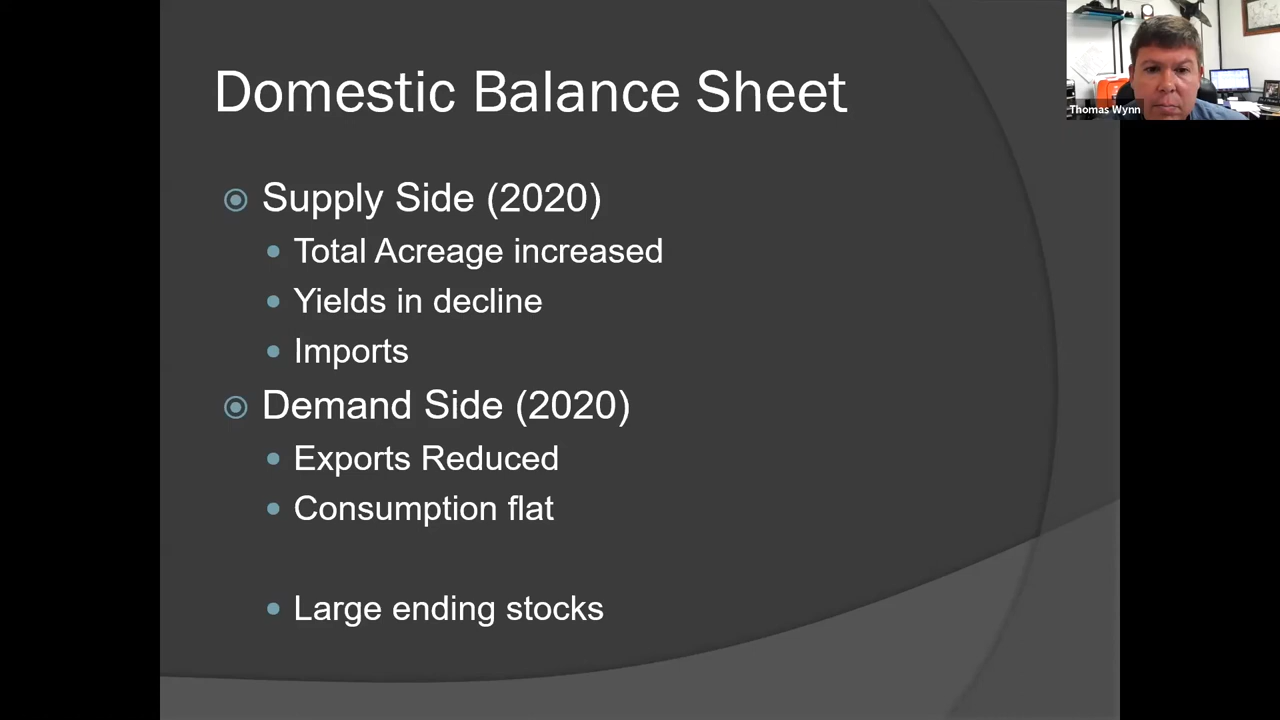 Domestic Balance Sheet
Thomas Wynn
Supply Side (2020)
Total Acreage increased
Yields in decline
Imports
Demand Side (2020)
Exports Reduced
Consumption flat
Large ending stocks